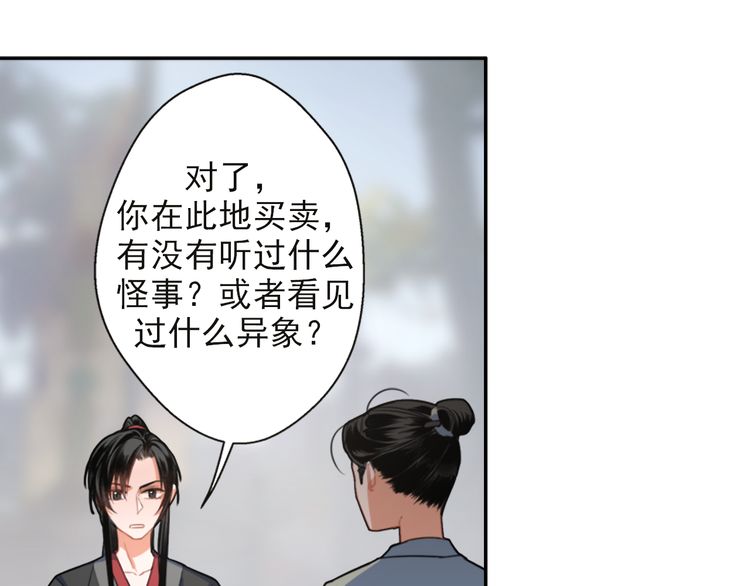 对了，
你在此地买卖，
有没有听过什么
怪事？或者看见
过什么异象？